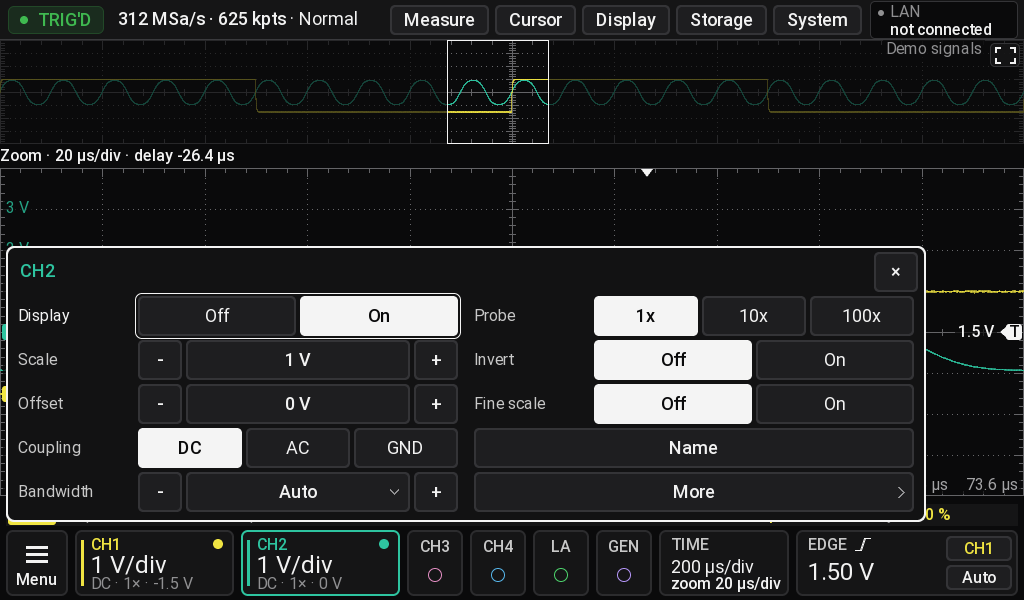 TRIG'D
312 MSa/s · 625 kpts · Normal
Measure
Cursor
Display
Storage
System
LAN
not connected
Demo signals
Zoom · 20 µs/div · delay -26.4 µs
3 V
CH2
×
Display
Off
On
Probe
1x
10x
100x
1.5 V
T
Scale
-
1 V
+
Invert
Off
On
Offset
-
0 V
+
Fine scale
Off
On
Coupling
DC
AC
GND
Name
Bandwidth
-
Auto
+
More
µs
73.6 µs
0 %
Menu
CH1
1 V/div
DC · 1× · -1.5 V
CH2
1 V/div
DC · 1× · 0 V
CH3
CH4
LA
GEN
TIME
200 µs/div
zoom 20 µs/div
EDGE
1.50 V
CH1
Auto